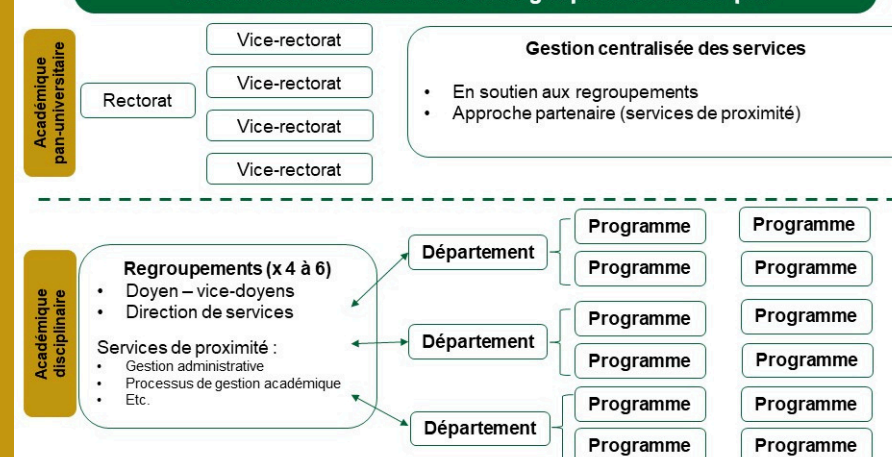 Académique
pan-universitaire
Rectorat
Vice-rectorat
Vice-rectorat
Vice-rectorat
Vice-rectorat
Gestion centralisée des services
• En soutien aux regroupements
• Approche partenaire (services de proximité)
Académique
disciplinaire
Regroupements (x 4 à 6)
• Doyen – vice-doyens
• Direction de services
Services de proximité :
• Gestion administrative
• Processus de gestion académique
• Etc.
Département
Programme
Programme
Programme
Programme
Département
Programme
Programme
Programme
Programme
Département
Programme
Programme
Programme
Programme